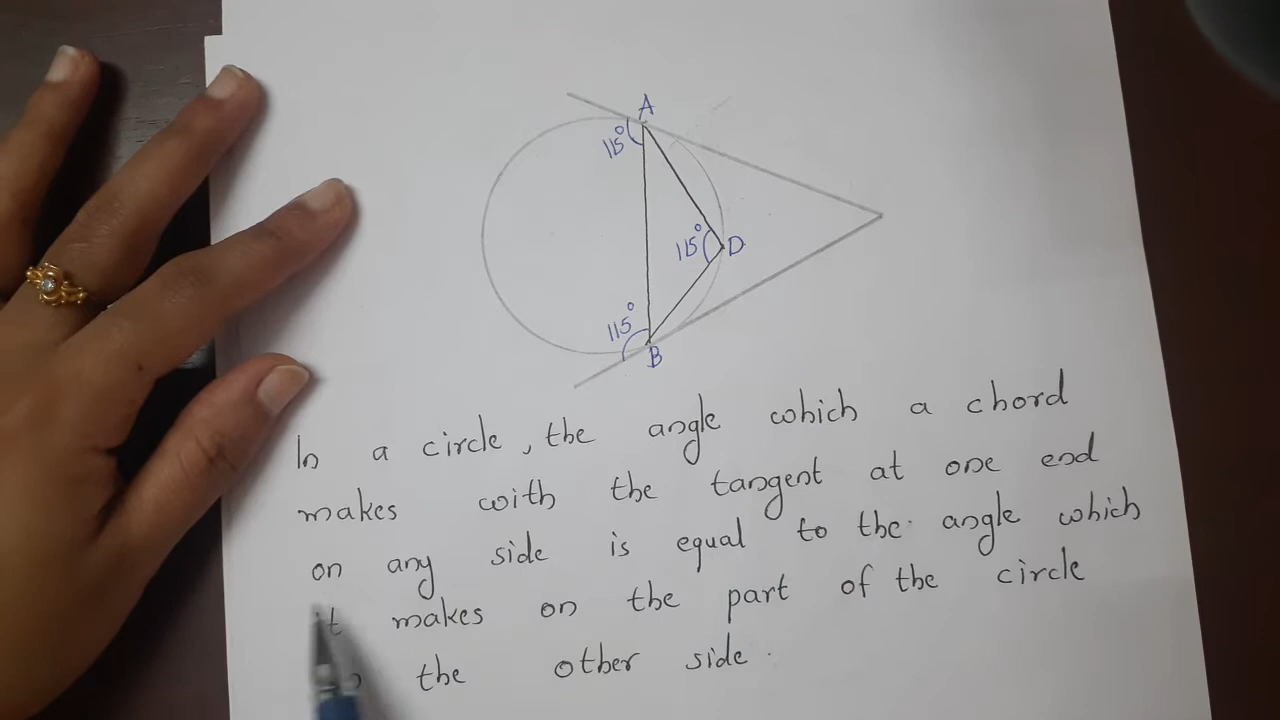 A
115°
115°
D
115°
B
In a circle, the angle which a chord
makes with the tangent at one end
on any side is equal to the angle which
it makes on the part of the circle
the other side.